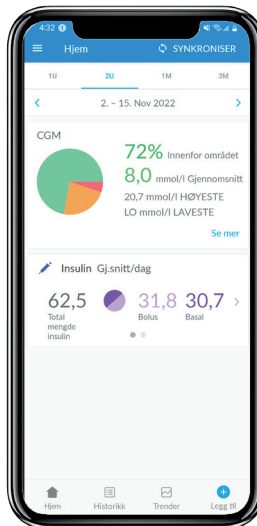 4:32
Hjem
SYNKRONISER
1U 2U 1M 3M
2. – 15. Nov 2022
CGM
72% Innenfor området
8,0 mmol/l Gjennomsnitt
20,7 mmol/l HØYESTE
LO mmol/l LAVESTE
Se mer
Insulin Gj.snitt/dag
62,5 31,8 30,7
Total mengde insulin
Bolus
Basal
Hjem Historikk Trender Legg til